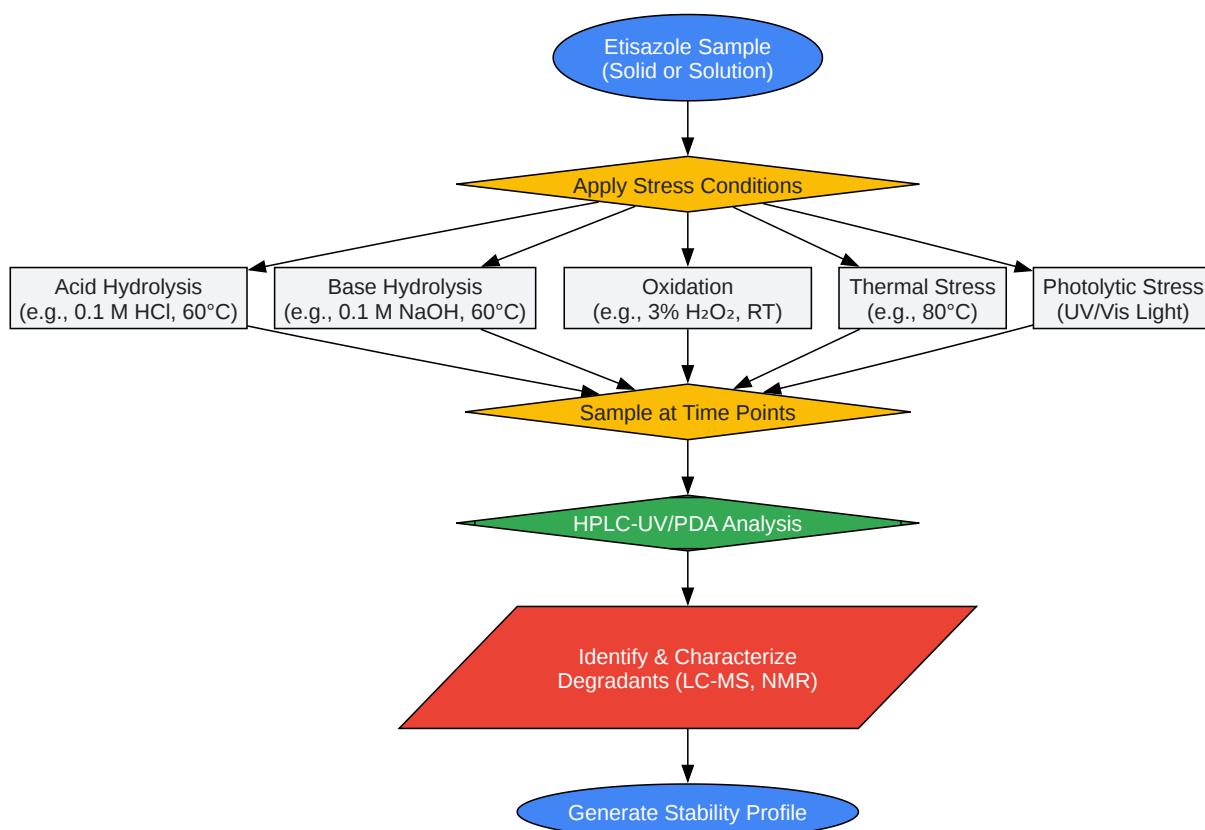 Etisazole Sample
(Solid or Solution)
Apply Stress Conditions
Acid Hydrolysis
(e.g., 0.1 M HCl, 60°C)
Base Hydrolysis
(e.g., 0.1 M NaOH, 60°C)
Oxidation
(e.g., 3% H₂O₂, RT)
Thermal Stress
(e.g., 80°C)
Photolytic Stress
(UV/Vis Light)
Sample at Time Points
HPLC-UV/PDA Analysis
Identify & Characterize
Degradants (LC-MS, NMR)
Generate Stability Profile